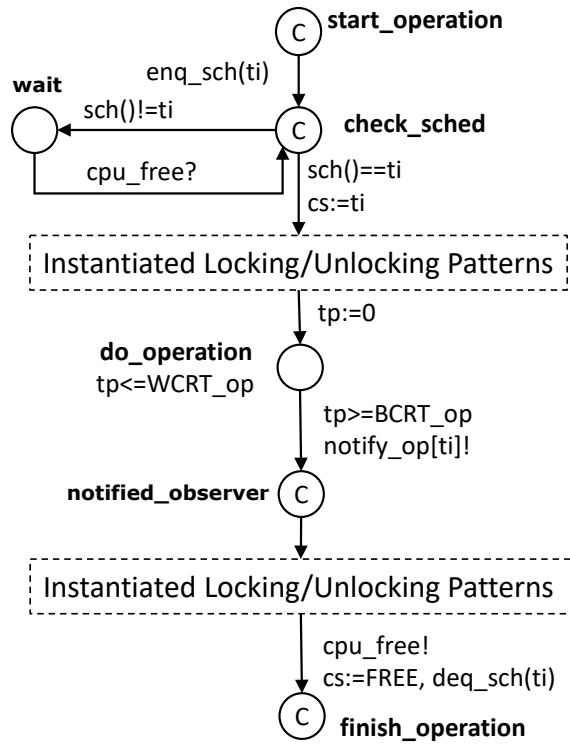 C
start_operation
enq_sch(ti)
wait
sch()!=ti
C
check_sched
cpu_free?
sch()==ti
cs:=ti
Instantiated Locking/Unlocking Patterns
tp:=0
do_operation
tp<=WCRT_op
tp>=BCRT_op
notify_op[ti]!
notified_observer
C
Instantiated Locking/Unlocking Patterns
cpu_free!
cs:=FREE, deq_sch(ti)
C
finish_operation